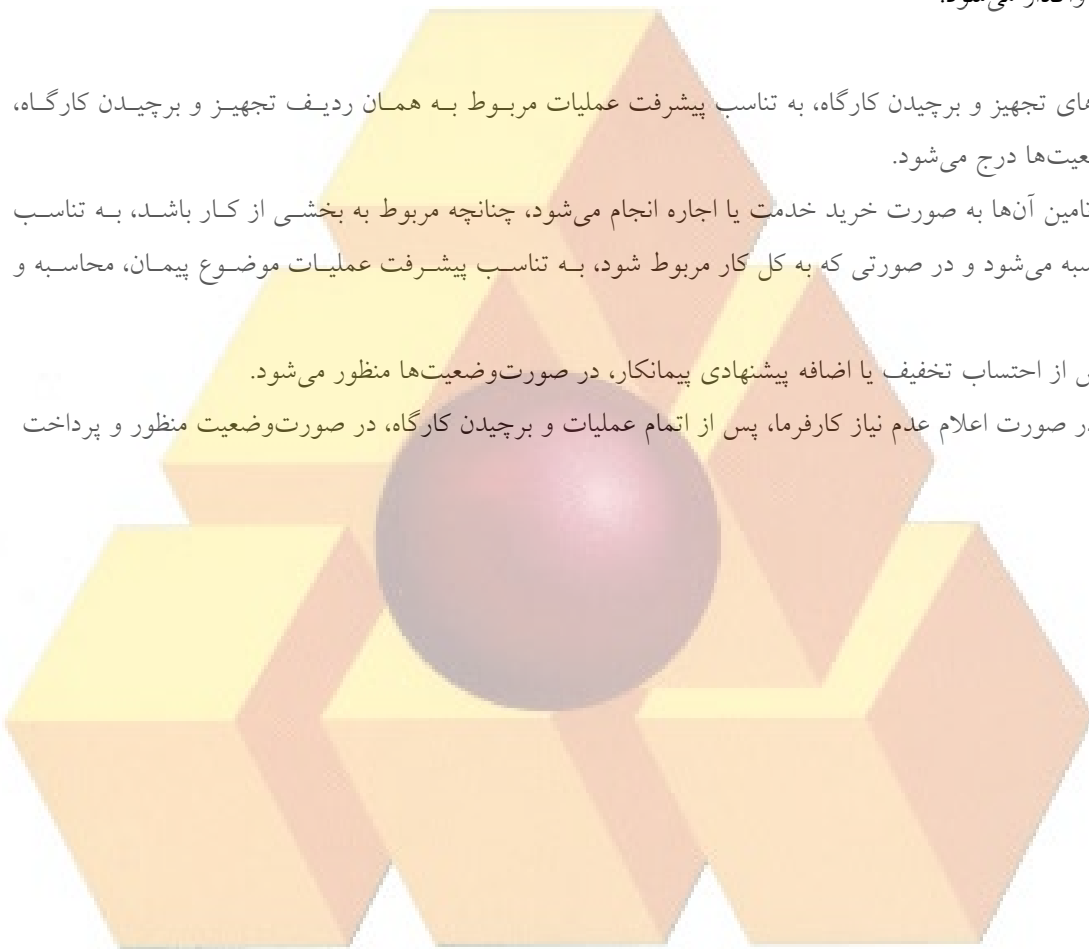 می‌شود.
های تجهیز و برچیدن کارگاه، به تناسب پیشرفت عملیات مربوط به همان ردیف تجهیز و برچیدن کارگاه،
عیت‌ها درج می‌شود.
تامین آن‌ها به صورت خرید خدمت یا اجاره انجام می‌شود، چنانچه مربوط به بخشی از کار باشد، به تناسب
سبه می‌شود و در صورتی که به کل کار مربوط شود، به تناسب پیشرفت عملیات موضوع پیمان، محاسبه و
س از احتساب تخفیف یا اضافه پیشنهادی پیمانکار، در صورت‌وضعیت‌ها منظور می‌شود.
در صورت اعلام عدم نیاز کارفرما، پس از اتمام عملیات و برچیدن کارگاه، در صورت‌وضعیت منظور و پرداخت